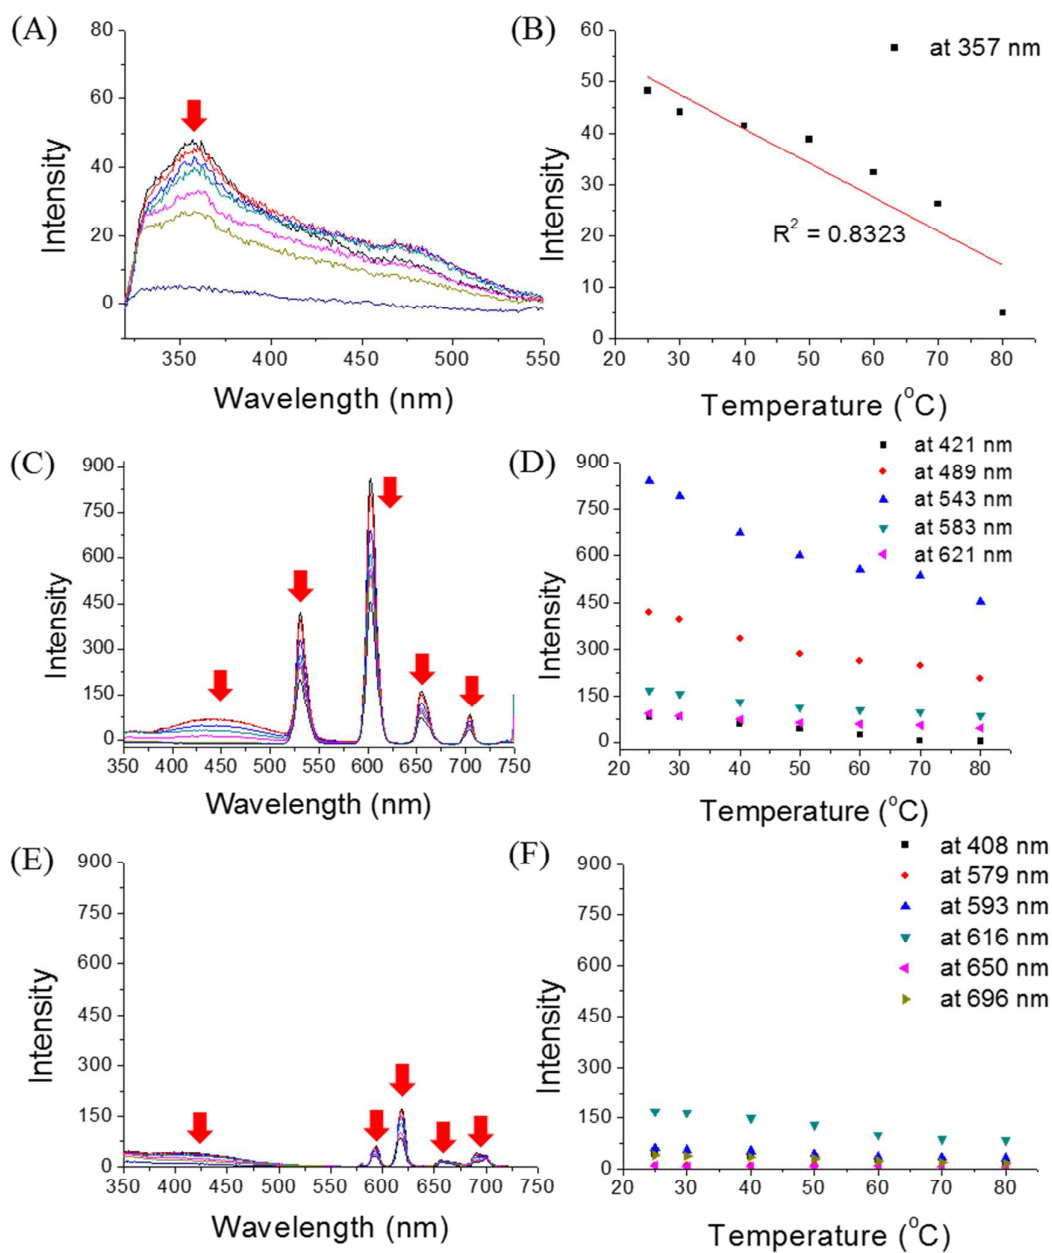 (A)
80
60
40
20
0
Intensity
350 400 450 500 550
Wavelength (nm)
(B)
60
50
40
30
20
10
0
Intensity
at 357 nm
R² = 0.8323
20 30 40 50 60 70 80
Temperature (°C)
(C)
900
750
600
450
300
150
0
Intensity
350 400 450 500 550 600 650 700 750
Wavelength (nm)
(D)
at 421 nm
at 489 nm
at 543 nm
at 583 nm
at 621 nm
900
750
600
450
300
150
0
Intensity
20 30 40 50 60 70 80
Temperature (°C)
(E)
900
750
600
450
300
150
0
Intensity
350 400 450 500 550 600 650 700 750
Wavelength (nm)
(F)
at 408 nm
at 579 nm
at 593 nm
at 616 nm
at 650 nm
at 696 nm
900
750
600
450
300
150
0
Intensity
20 30 40 50 60 70 80
Temperature (°C)